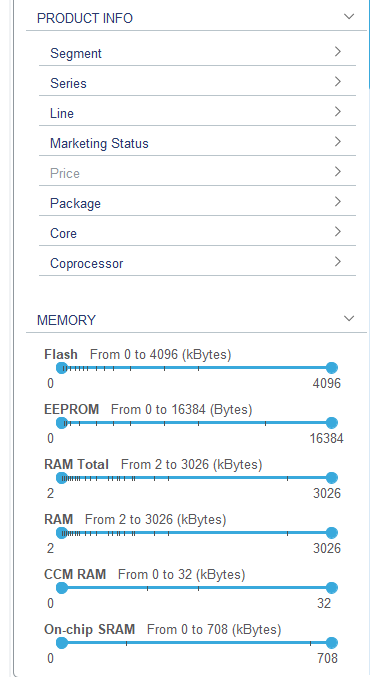 PRODUCT INFO
Segment
Series
Line
Marketing Status
Price
Package
Core
Coprocessor
MEMORY
Flash From 0 to 4096 (kBytes)
0 4096
EEPROM From 0 to 16384 (Bytes)
0 16384
RAM Total From 2 to 3026 (kBytes)
2 3026
RAM From 2 to 3026 (kBytes)
2 3026
CCM RAM From 0 to 32 (kBytes)
0 32
On-chip SRAM From 0 to 708 (kBytes)
0 708